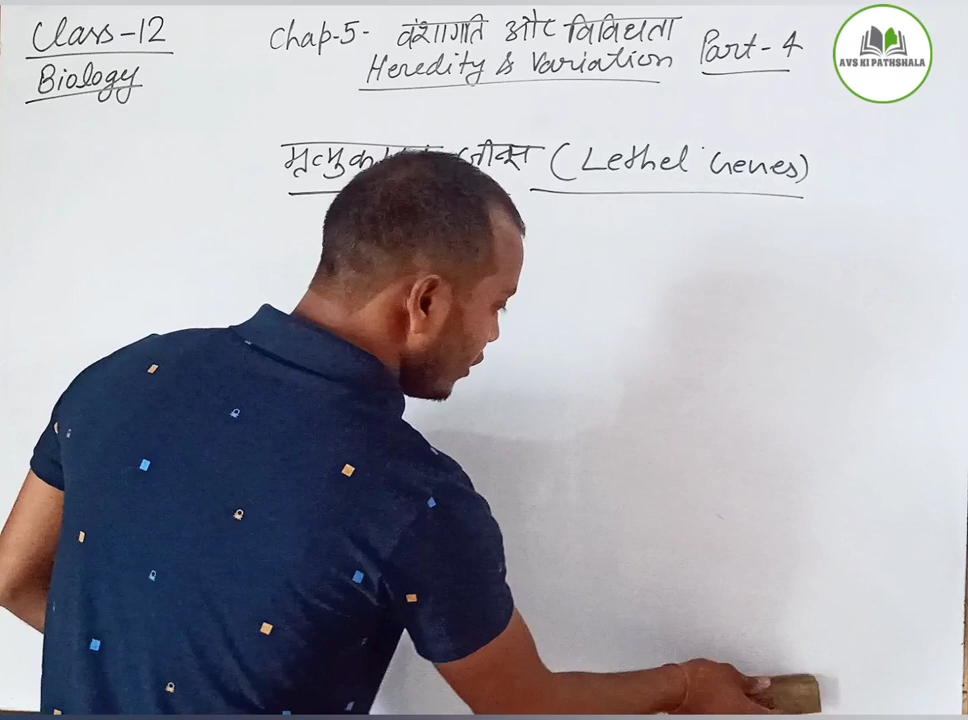 Class-12
Biology
Chap-5- वंशागति और विविधता
Heredity & Variation
Part-4
AVS KI PATHSHALA
जीन्स (Lethel Genes)